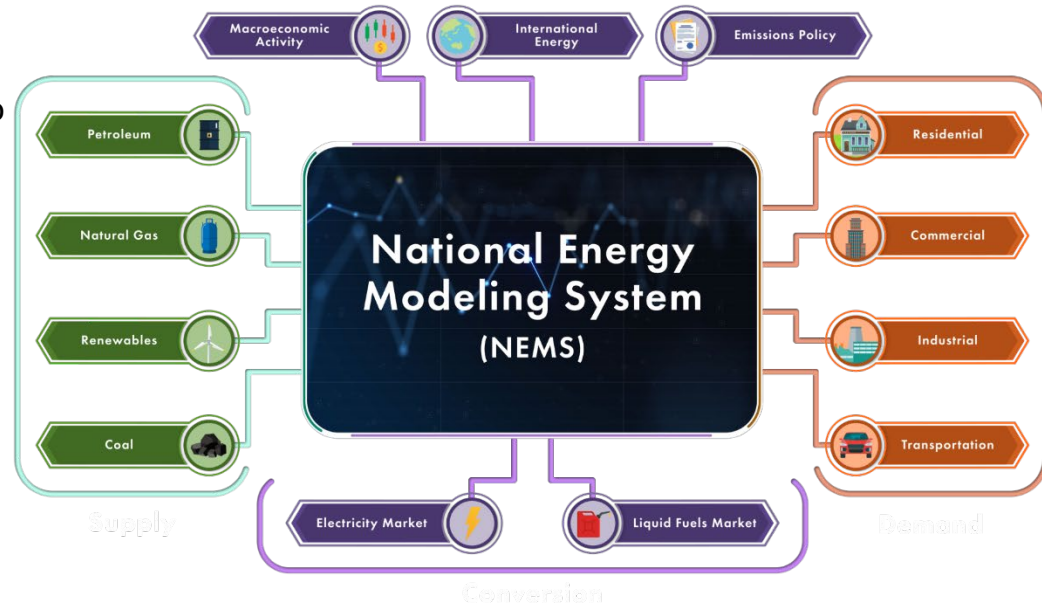 Macroeconomic
Activity
International
Energy
Emissions Policy
Petroleum
Natural Gas
Renewables
Coal
Supply
National Energy
Modeling System
(NEMS)
Residential
Commercial
Industrial
Transportation
Demand
Electricity Market
Liquid Fuels Market
Conversion